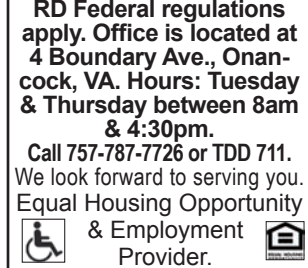 RD Federal regulations
apply. Office is located at
4 Boundary Ave., Onan-
cock, VA. Hours: Tuesday
& Thursday between 8am
& 4:30pm.
Call 757-787-7726 or TDD 711.
We look forward to serving you.
Equal Housing Opportunity
& Employment
Provider.